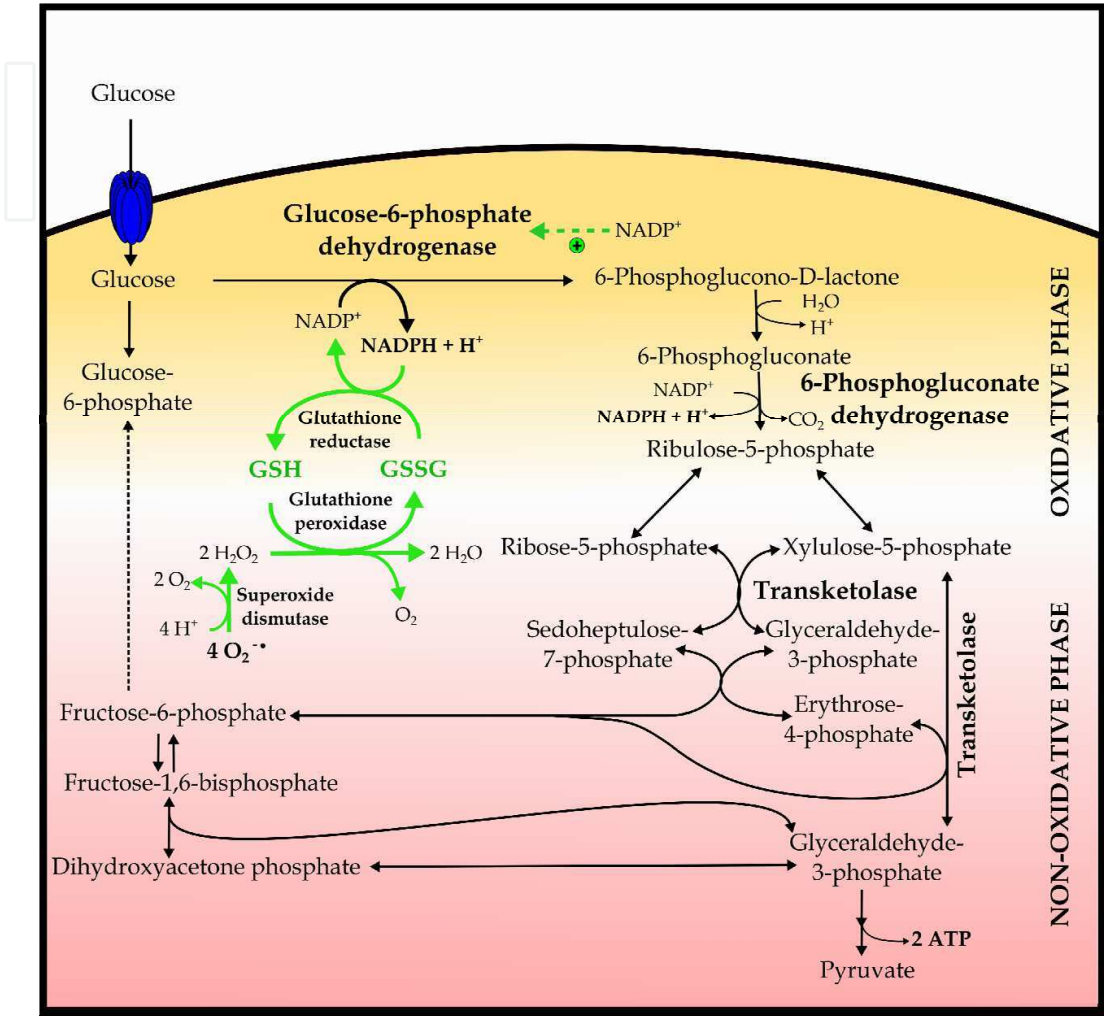 Glucose
Glucose-6-phosphate
dehydrogenase
NADP⁺
+
Glucose
6-Phosphoglucono-D-lactone
NADP⁺
NADPH + H⁺
H₂O
H⁺
Glucose-
6-phosphate
6-Phosphogluconate
NADP⁺
NADPH + H⁺
CO₂
6-Phosphogluconate
dehydrogenase
Ribulose-5-phosphate
OXIDATIVE PHASE
Glutathione
reductase
GSH
GSSG
Glutathione
peroxidase
2 H₂O₂
2 H₂O
O₂
2 O₂
4 H⁺
Superoxide
dismutase
4 O₂⁻•
Ribose-5-phosphate
Xylulose-5-phosphate
Transketolase
Sedoheptulose-
7-phosphate
Glyceraldehyde-
3-phosphate
Erythrose-
4-phosphate
Transketolase
NON-OXIDATIVE PHASE
Fructose-6-phosphate
Fructose-1,6-bisphosphate
Dihydroxyacetone phosphate
Glyceraldehyde-
3-phosphate
2 ATP
Pyruvate